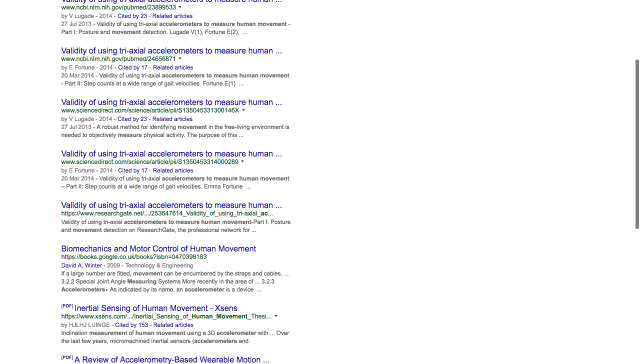 Validity of using tri-axial accelerometers to measure human movement ...
www.ncbi.nlm.nih.gov/pubmed/23899533
by V Lugade - 2014 - Cited by 23 - Related articles
27 Jul 2013 - Validity of using tri-axial accelerometers to measure human movement -
Part I: Posture and movement detection. Lugade V(1), Fortune E(2), ...
Validity of using tri-axial accelerometers to measure human ...
www.ncbi.nlm.nih.gov/pubmed/24656871
by E Fortune - 2014 - Cited by 17 - Related articles
20 Mar 2014 - Validity of using tri-axial accelerometers to measure human movement
- Part II: Step counts at a wide range of gait velocities. Fortune E(1) ...
Validity of using tri-axial accelerometers to measure human ...
www.sciencedirect.com/science/article/pii/S135045331300146X
by V Lugade - 2014 - Cited by 23 - Related articles
27 Jul 2013 - A robust method for identifying movement in the free-living environment is
needed to objectively measure physical activity. The purpose of this ...
Validity of using tri-axial accelerometers to measure human ...
www.sciencedirect.com/science/article/pii/S1350453314000289
by E Fortune - 2014 - Cited by 17 - Related articles
20 Mar 2014 - Validity of using tri-axial accelerometers to measure human movement
– Part II: Step counts at a wide range of gait velocities. Emma Fortune ...
Validity of using tri-axial accelerometers to measure human ...
https://www.researchgate.net/.../253647614_Validity_of_using_tri-axial_ac...
Validity of using tri-axial accelerometers to measure human movement-Part I: Posture
and movement detection on ResearchGate, the professional network for ...
Biomechanics and Motor Control of Human Movement
https://books.google.co.uk/books?isbn=0470398183
David A. Winter - 2009 - Technology & Engineering
If a large number are fitted, movement can be encumbered by the straps and cables. ...
3.2.2 Special Joint Angle Measuring Systems More recently in the area of ... 3.2.3
Accelerometers« As indicated by its name, an accelerometer is a device ...
[PDF] Inertial Sensing of Human Movement - Xsens
https://www.xsens.com/.../Inertial_Sensing_of_Human_Movement_Thesi...
by HJLHJ LUINGE - Cited by 153 - Related articles
Inclination measurement of human movement using a 3D accelerometer with ... Over
the last few years, micromachined inertial sensors (accelerometers and.
[PDF] A Review of Accelerometry-Based Wearable Motion ...